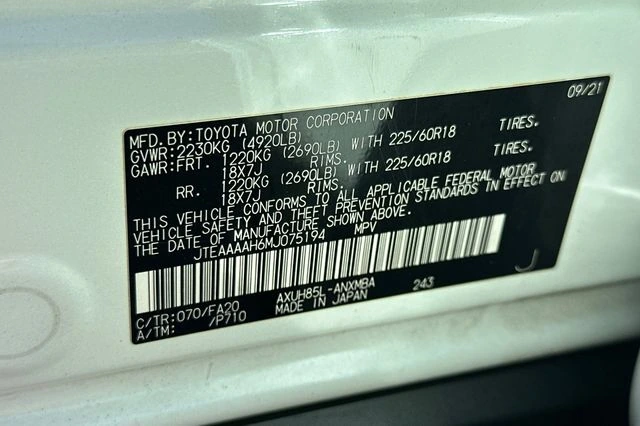 09/21
MFD.BY:TOYOTA MOTOR CORPORATION
GVWR:2230KG (4920LB)
GAWR:FRT. 1220KG (2690LB) WITH 225/60R18 TIRES.
18X7J RIMS.
RR. 1220KG (2690LB) WITH 225/60R18 TIRES.
18X7J RIMS.
THIS VEHICLE CONFORMS TO ALL APPLICABLE FEDERAL MOTOR
VEHICLE SAFETY AND THEFT PREVENTION STANDARDS IN EFFECT ON
THE DATE OF MANUFACTURE SHOWN ABOVE.
JTEAAAAH6MJ075194 MPV
C/TR:070/FA20 AXUH85L-ANXMBA 243 J
A/TM: /P710 MADE IN JAPAN